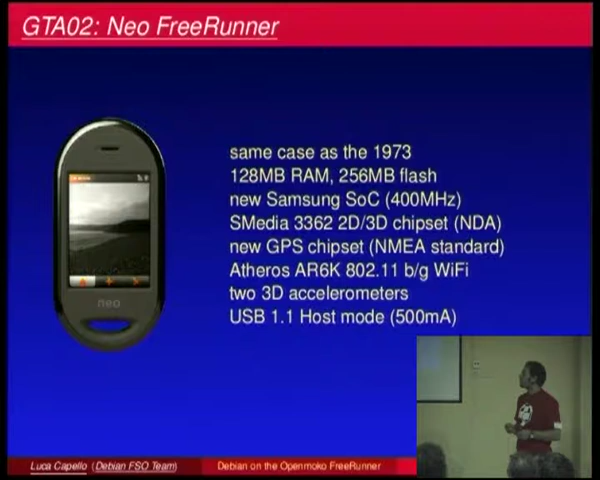 GTA02: Neo FreeRunner
same case as the 1973
128MB RAM, 256MB flash
new Samsung SoC (400MHz)
SMedia 3362 2D/3D chipset (NDA)
new GPS chipset (NMEA standard)
Atheros AR6K 802.11 b/g WiFi
two 3D accelerometers
USB 1.1 Host mode (500mA)
neo
Luca Capello (Debian FSO Team)
Debian on the Openmoko FreeRunner